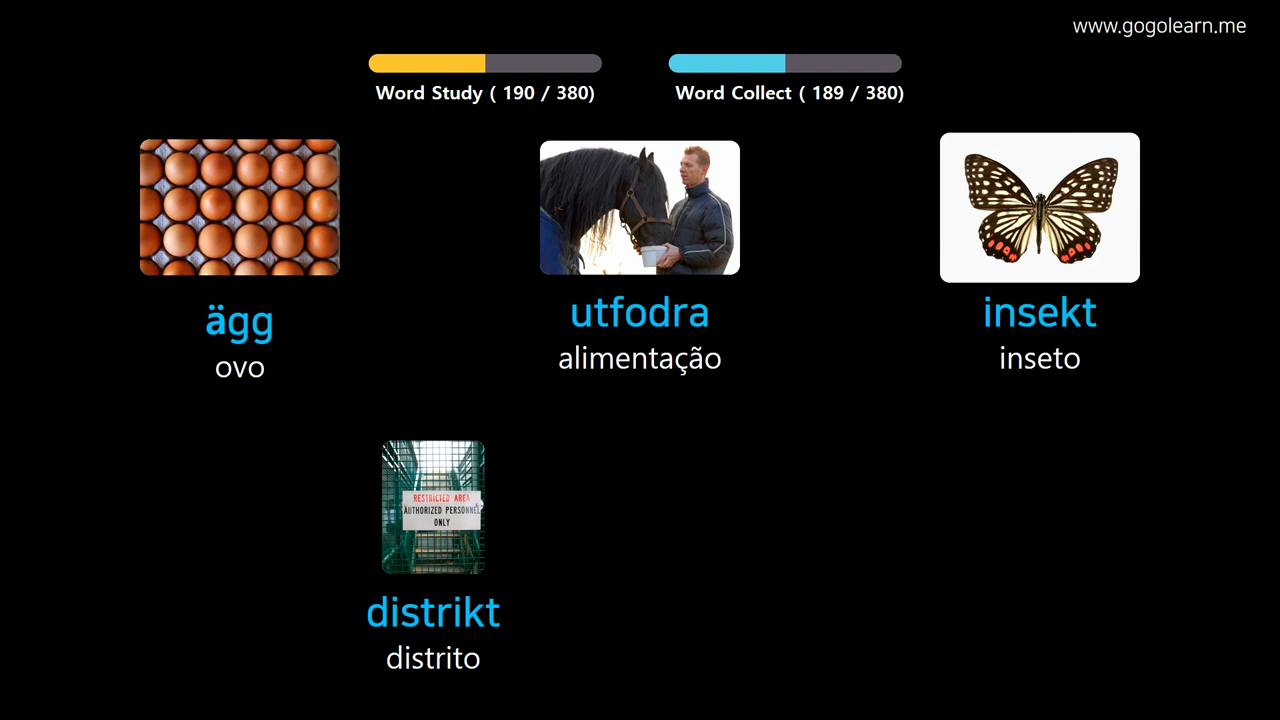 www.gogolearn.me
Word Study ( 190 / 380)
Word Collect ( 189 / 380)
ägg
ovo
utfodra
alimentação
insekt
inseto
RESTRICTED AREA
AUTHORIZED PERSONNEL
ONLY
distrikt
distrito